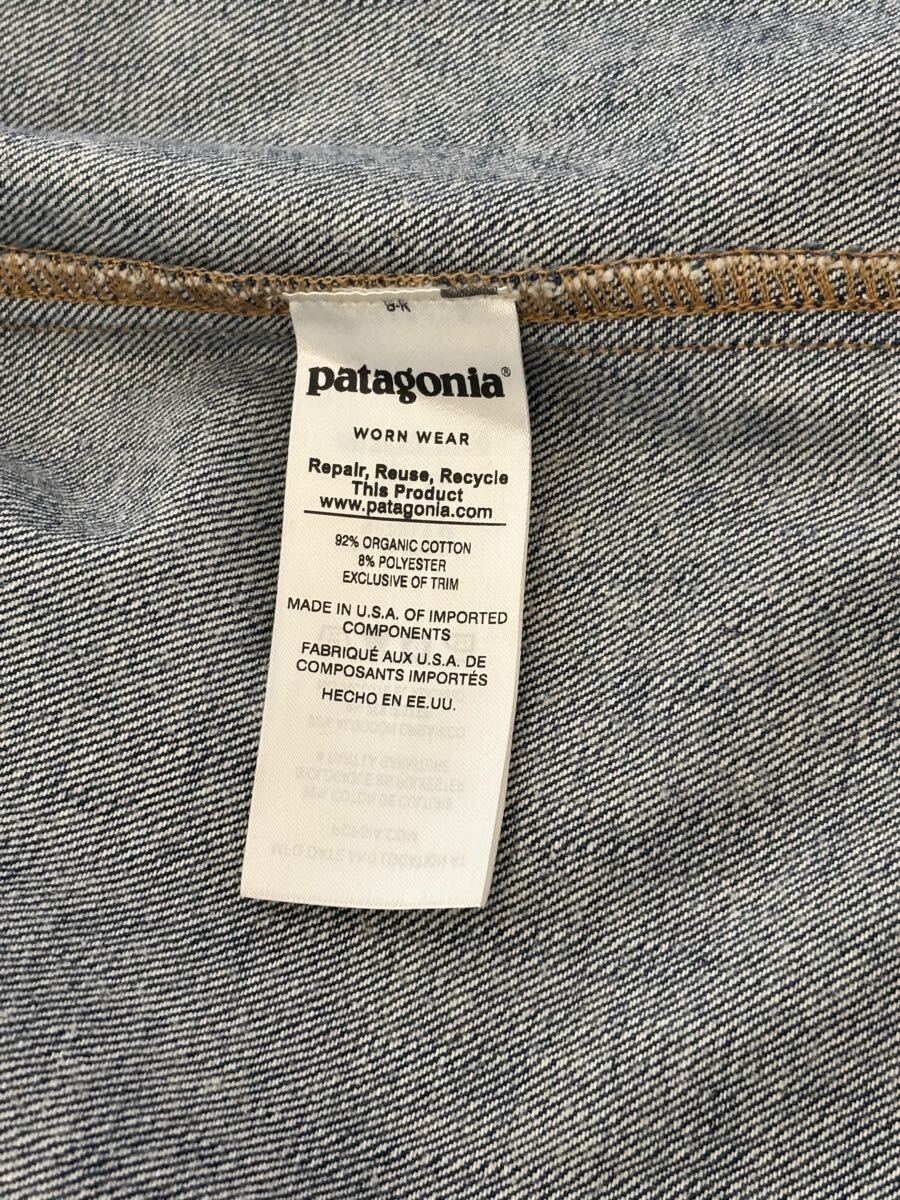 patagonia®
WORN WEAR
Repair, Reuse, Recycle
This Product
www.patagonia.com
92% ORGANIC COTTON
8% POLYESTER
EXCLUSIVE OF TRIM
MADE IN U.S.A. OF IMPORTED
COMPONENTS
FABRIQUÉ AUX U.S.A. DE
COMPOSANTS IMPORTÉS
HECHO EN EE.UU.